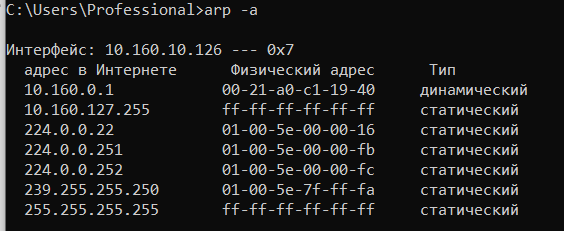 C:\Users\Professional>arp -a
Интерфейс: 10.160.10.126 --- 0x7
адрес в Интернете Физический адрес Тип
10.160.0.1 00-21-a0-c1-19-40 динамический
10.160.127.255 ff-ff-ff-ff-ff-ff статический
224.0.0.22 01-00-5e-00-00-16 статический
224.0.0.251 01-00-5e-00-00-fb статический
224.0.0.252 01-00-5e-00-00-fc статический
239.255.255.250 01-00-5e-7f-ff-fa статический
255.255.255.255 ff-ff-ff-ff-ff-ff статический